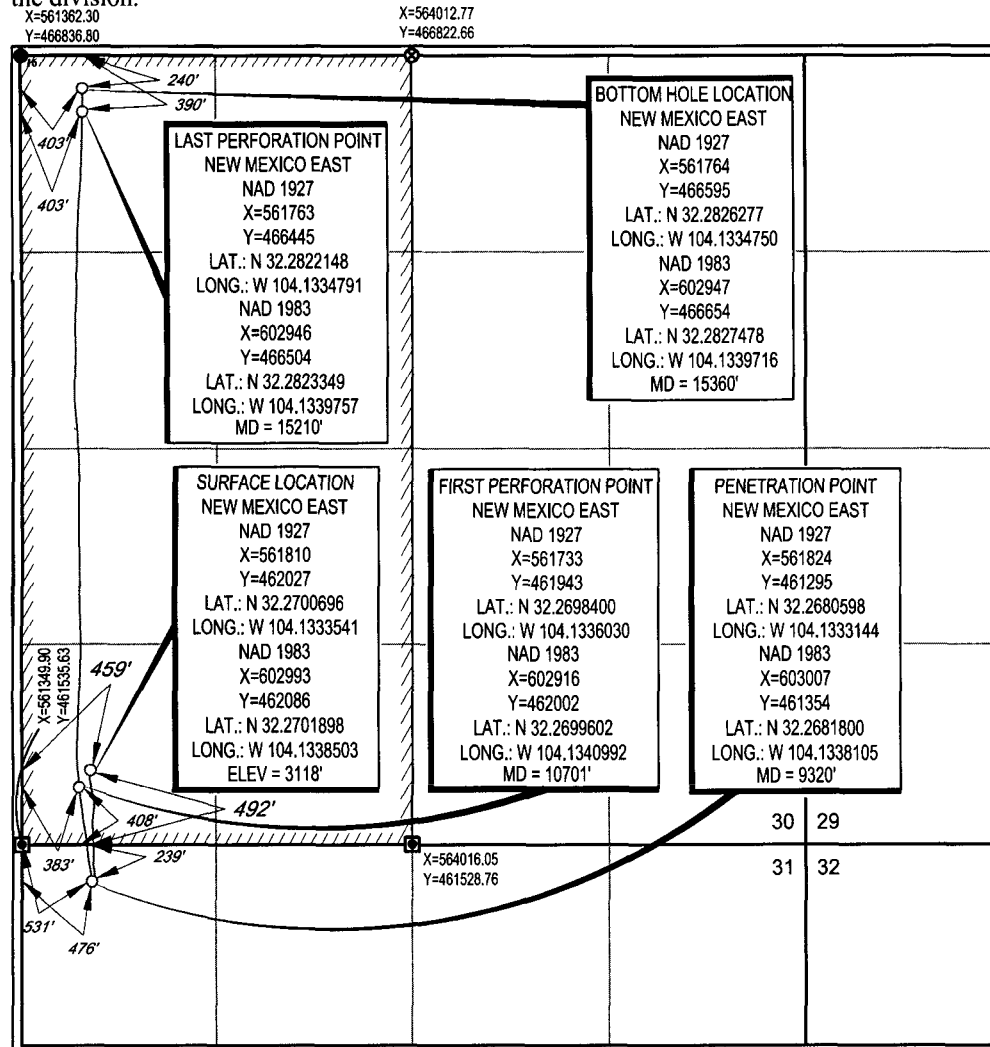 the division.
X=561362.30
Y=466836.80
X=564012.77
Y=466822.66
240'
390'
403'
403'
LAST PERFORATION POINT
NEW MEXICO EAST
NAD 1927
X=561763
Y=466445
LAT.: N 32.2822148
LONG.: W 104.1334791
NAD 1983
X=602946
Y=466504
LAT.: N 32.2823349
LONG.: W 104.1339757
MD = 15210'
BOTTOM HOLE LOCATION
NEW MEXICO EAST
NAD 1927
X=561764
Y=466595
LAT.: N 32.2826277
LONG.: W 104.1334750
NAD 1983
X=602947
Y=466654
LAT.: N 32.2827478
LONG.: W 104.1339716
MD = 15360'
SURFACE LOCATION
NEW MEXICO EAST
NAD 1927
X=561810
Y=462027
LAT.: N 32.2700696
LONG.: W 104.1333541
NAD 1983
X=602993
Y=462086
LAT.: N 32.2701898
LONG.: W 104.1338503
ELEV = 3118'
FIRST PERFORATION POINT
NEW MEXICO EAST
NAD 1927
X=561733
Y=461943
LAT.: N 32.2698400
LONG.: W 104.1336030
NAD 1983
X=602916
Y=462002
LAT.: N 32.2699602
LONG.: W 104.1340992
MD = 10701'
PENETRATION POINT
NEW MEXICO EAST
NAD 1927
X=561824
Y=461295
LAT.: N 32.2680598
LONG.: W 104.1333144
NAD 1983
X=603007
Y=461354
LAT.: N 32.2681800
LONG.: W 104.1338105
MD = 9320'
X=561349.90
Y=461535.63
459'
492'
408'
383'
239'
531'
476'
X=564016.05
Y=461528.76
30 29
31 32